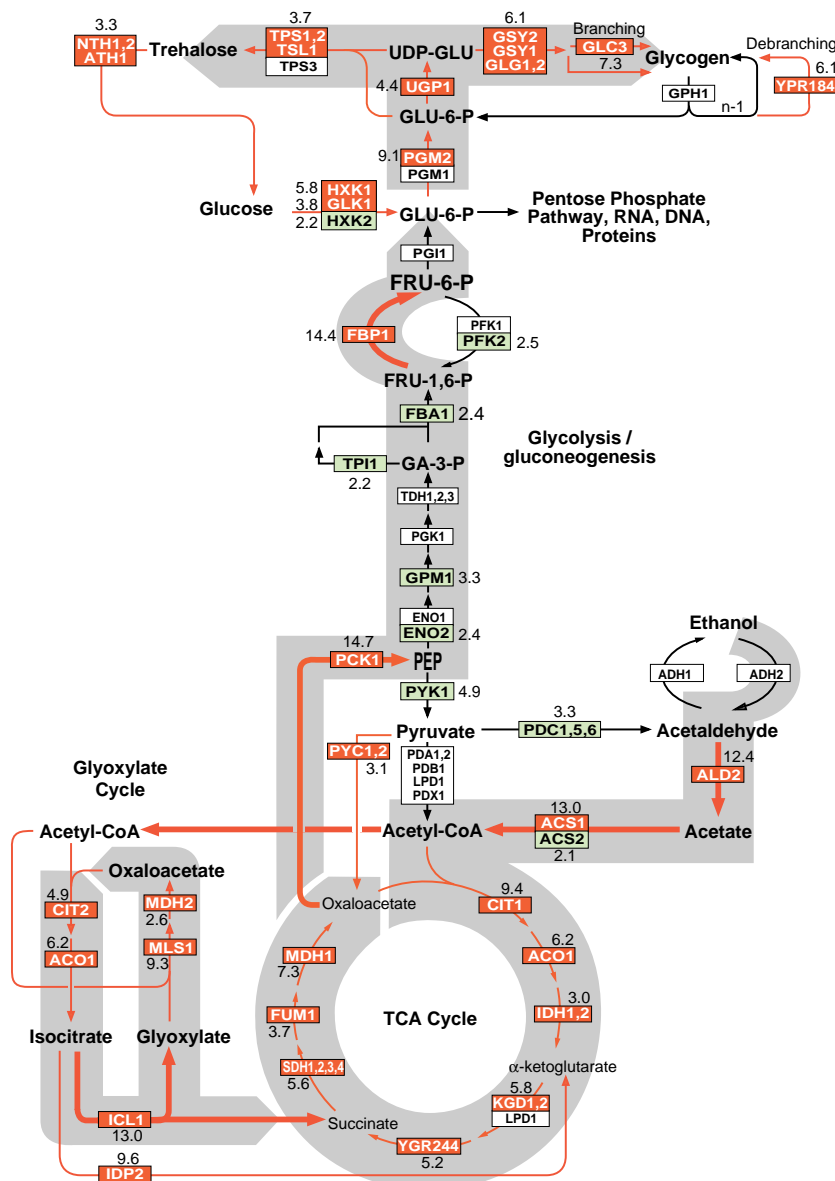 3.3
NTH1,2
ATH1
Trehalose
3.7
TPS1,2
TSL1
TPS3
UDP-GLU
6.1
GSY2
GSY1
GLG1,2
Branching
GLC3
7.3
Glycogen
Debranching
6.1
YPR184
GPH1
n-1
4.4
UGP1
GLU-6-P
9.1
PGM2
PGM1
Glucose
5.8
HXK1
3.8
GLK1
2.2
HXK2
GLU-6-P
Pentose Phosphate
Pathway, RNA, DNA,
Proteins
PGI1
FRU-6-P
14.4
FBP1
PFK1
PFK2
2.5
FRU-1,6-P
FBA1
2.4
Glycolysis /
gluconeogenesis
TPI1
2.2
GA-3-P
TDH1,2,3
PGK1
GPM1
3.3
ENO1
ENO2
2.4
14.7
PCK1
PEP
PYK1
4.9
Ethanol
ADH1
ADH2
Pyruvate
3.3
PDC1,5,6
Acetaldehyde
PYC1,2
3.1
PDA1,2
PDB1
LPD1
PDX1
12.4
ALD2
Glyoxylate
Cycle
Acetyl-CoA
Acetyl-CoA
13.0
ACS1
ACS2
2.1
Acetate
Oxaloacetate
4.9
CIT2
MDH2
2.6
Oxaloacetate
9.4
CIT1
6.2
ACO1
MLS1
9.3
MDH1
7.3
6.2
ACO1
FUM1
3.7
TCA Cycle
3.0
IDH1,2
Isocitrate
Glyoxylate
SDH1,2,3,4
5.6
α-ketoglutarate
5.8
KGD1,2
LPD1
ICL1
13.0
Succinate
YGR244
5.2
9.6
IDP2